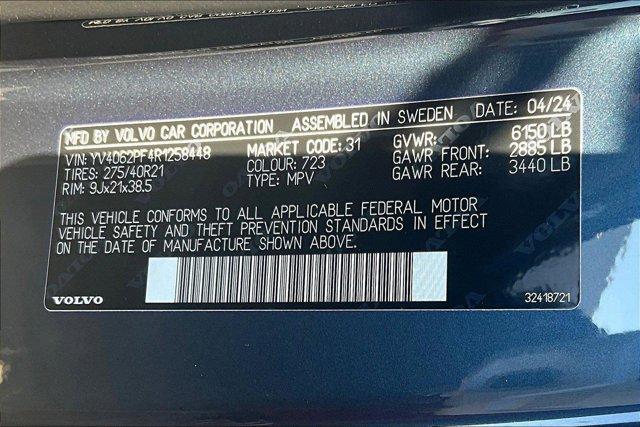 MFD BY VOLVO CAR CORPORATION ASSEMBLED IN SWEDEN DATE: 04/24
VIN: YV4062PF4R1258448 MARKET CODE: 31 GVWR: 6150 LB
TIRES: 275/40R21 COLOUR: 723 GAWR FRONT: 2885 LB
RIM: 9Jx21x38.5 TYPE: MPV GAWR REAR: 3440 LB
THIS VEHICLE CONFORMS TO ALL APPLICABLE FEDERAL MOTOR
VEHICLE SAFETY AND THEFT PREVENTION STANDARDS IN EFFECT
ON THE DATE OF MANUFACTURE SHOWN ABOVE.
VOLVO 32418721